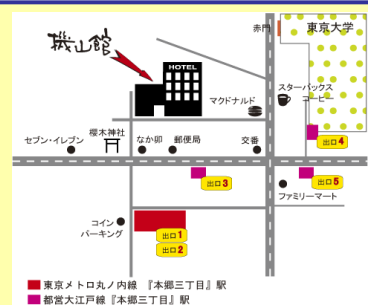 機山館
赤門
東京大学
HOTEL
スターバックス
コーヒー
マクドナルド
櫻木神社
セブン・イレブン
なか卯
郵便局
交番
出口4
出口3
出口5
ファミリーマート
コイン
パーキング
出口1
出口2
東京メトロ丸ノ内線 『本郷三丁目』駅
都営大江戸線『本郷三丁目』駅